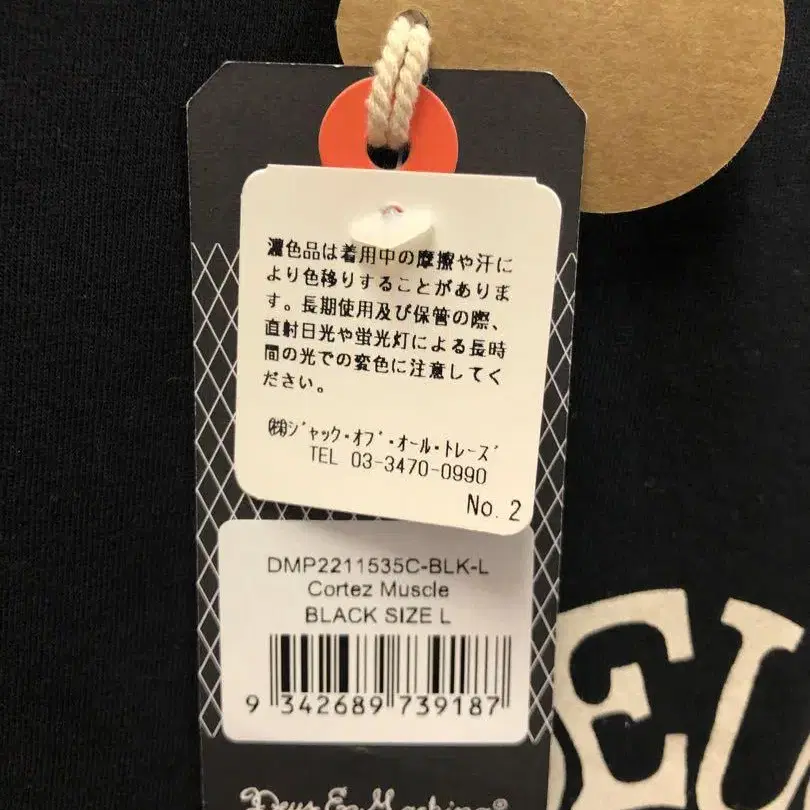 濃色品は着用中の摩擦や汗に
より色移りすることがありま
す。長期使用及び保管の際、
直射日光や蛍光灯による長時
間の光での変色に注意してく
ださい。
㈱ジャック・オブ・オール・トレーズ
TEL 03-3470-0990
No. 2
DMP2211535C-BLK-L
Cortez Muscle
BLACK SIZE L
9 342689 739187
Deus Ex Machina®
EU